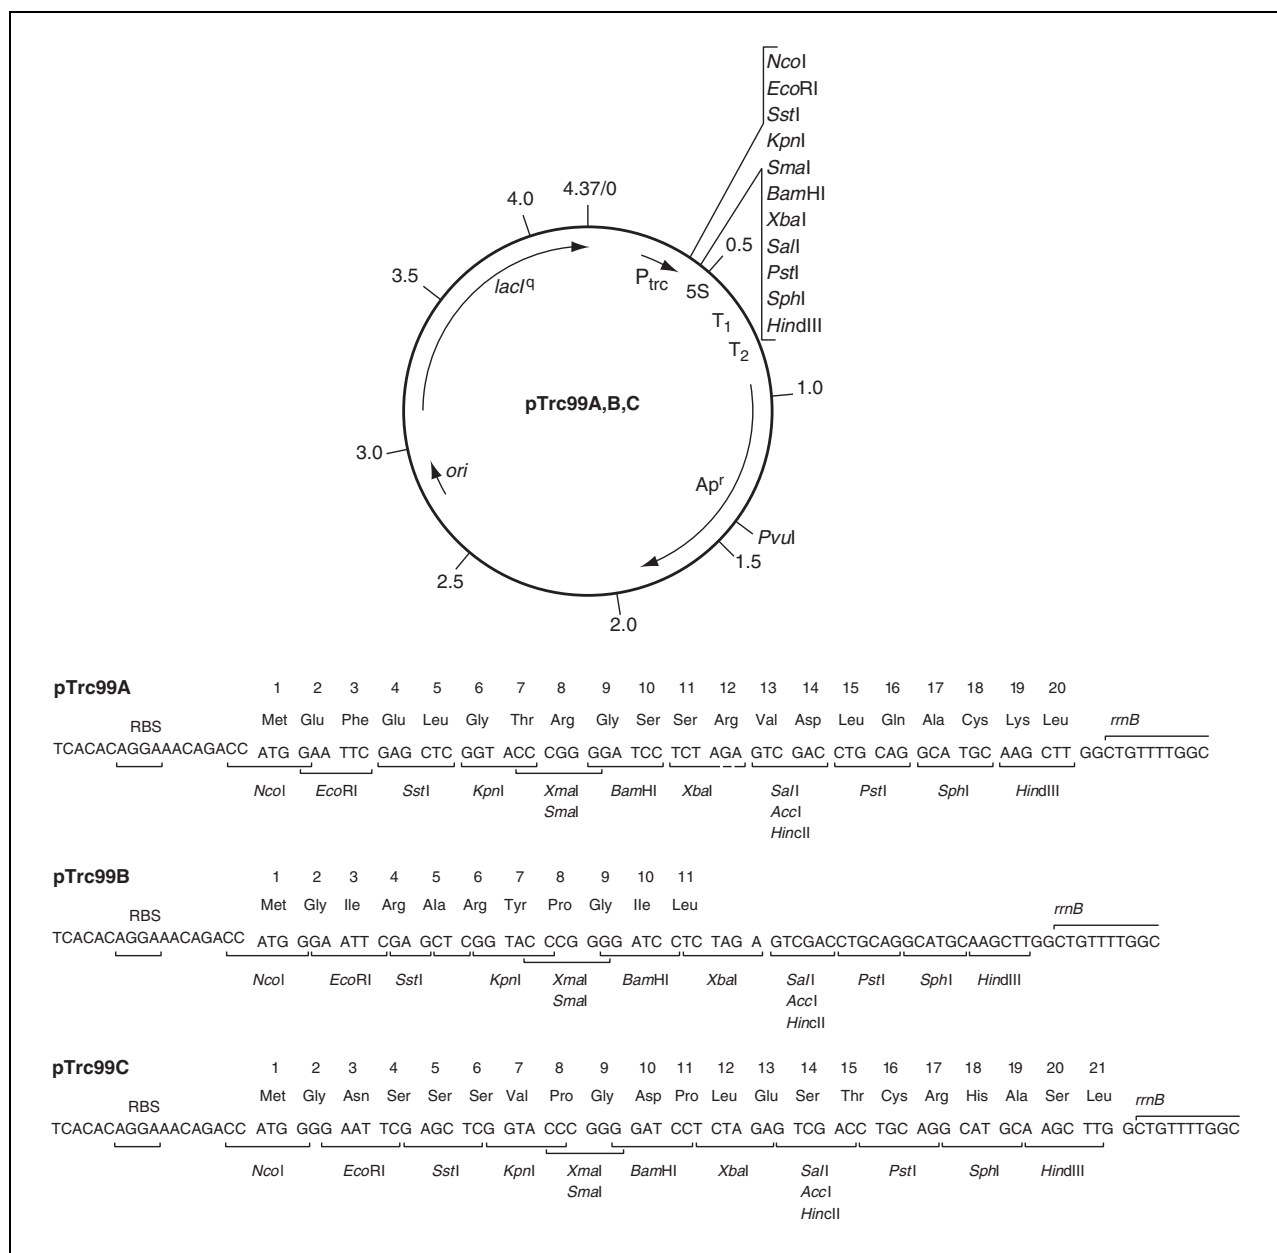 NcoI
EcoRI
SstI
KpnI
SmaI
BamHI
XbaI
SalI
PstI
SphI
HindIII
4.37/0
4.0
0.5
3.5
lacIq
Ptrc
5S
T1
T2
1.0
pTrc99A,B,C
3.0
ori
Apr
PvuI
1.5
2.5
2.0
pTrc99A 1 2 3 4 5 6 7 8 9 10 11 12 13 14 15 16 17 18 19 20
RBS Met Glu Phe Glu Leu Gly Thr Arg Gly Ser Ser Arg Val Asp Leu Gln Ala Cys Lys Leu rrnB
TCACACAGGAAACAGACC ATG GAA TTC GAG CTC GGT ACC CGG GGA TCC TCT AGA GTC GAC CTG CAG GCA TGC AAG CTT GGCTGTTTTGGC
NcoI EcoRI SstI KpnI XmaI BamHI XbaI SalI PstI SphI HindIII
SmaI AccI
HincII
pTrc99B 1 2 3 4 5 6 7 8 9 10 11
RBS Met Gly Ile Arg Ala Arg Tyr Pro Gly Ile Leu rrnB
TCACACAGGAAACAGACC ATG GGA ATT CGA GCT CGG TAC CCG GGG ATC CTC TAG A GTCGACCTGCAGGCATGCAAGCTTGGCTGTTTTGGC
NcoI EcoRI SstI KpnI XmaI BamHI XbaI SalI PstI SphI HindIII
SmaI AccI
HincII
pTrc99C 1 2 3 4 5 6 7 8 9 10 11 12 13 14 15 16 17 18 19 20 21
RBS Met Gly Asn Ser Ser Ser Val Pro Gly Asp Pro Leu Glu Ser Thr Cys Arg His Ala Ser Leu rrnB
TCACACAGGAAACAGACC ATG GGG AAT TCG AGC TCG GTA CCC GGG GAT CCT CTA GAG TCG ACC TGC AGG CAT GCA AGC TTG GCTGTTTTGGC
NcoI EcoRI SstI KpnI XmaI BamHI XbaI SalI PstI SphI HindIII
SmaI AccI
HincII